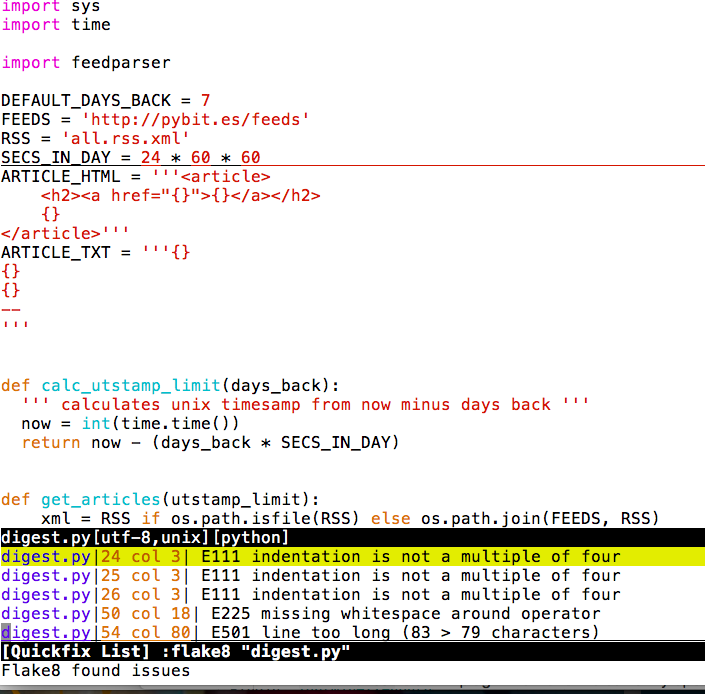 import sys
import time

import feedparser

DEFAULT_DAYS_BACK = 7
FEEDS = 'http://pybit.es/feeds'
RSS = 'all.rss.xml'
SECS_IN_DAY = 24 * 60 * 60
ARTICLE_HTML = '''<article>
    <h2><a href="{}">{}</a></h2>
    {}
</article>'''
ARTICLE_TXT = '''{}
{}
{}
--
'''


def calc_utstamp_limit(days_back):
  ''' calculates unix timesamp from now minus days back '''
  now = int(time.time())
  return now - (days_back * SECS_IN_DAY)


def get_articles(utstamp_limit):
    xml = RSS if os.path.isfile(RSS) else os.path.join(FEEDS, RSS)
digest.py[utf-8,unix][python]
digest.py|24 col 3| E111 indentation is not a multiple of four
digest.py|25 col 3| E111 indentation is not a multiple of four
digest.py|26 col 3| E111 indentation is not a multiple of four
digest.py|50 col 18| E225 missing whitespace around operator
digest.py|54 col 80| E501 line too long (83 > 79 characters)
[Quickfix List] :flake8 "digest.py"
Flake8 found issues